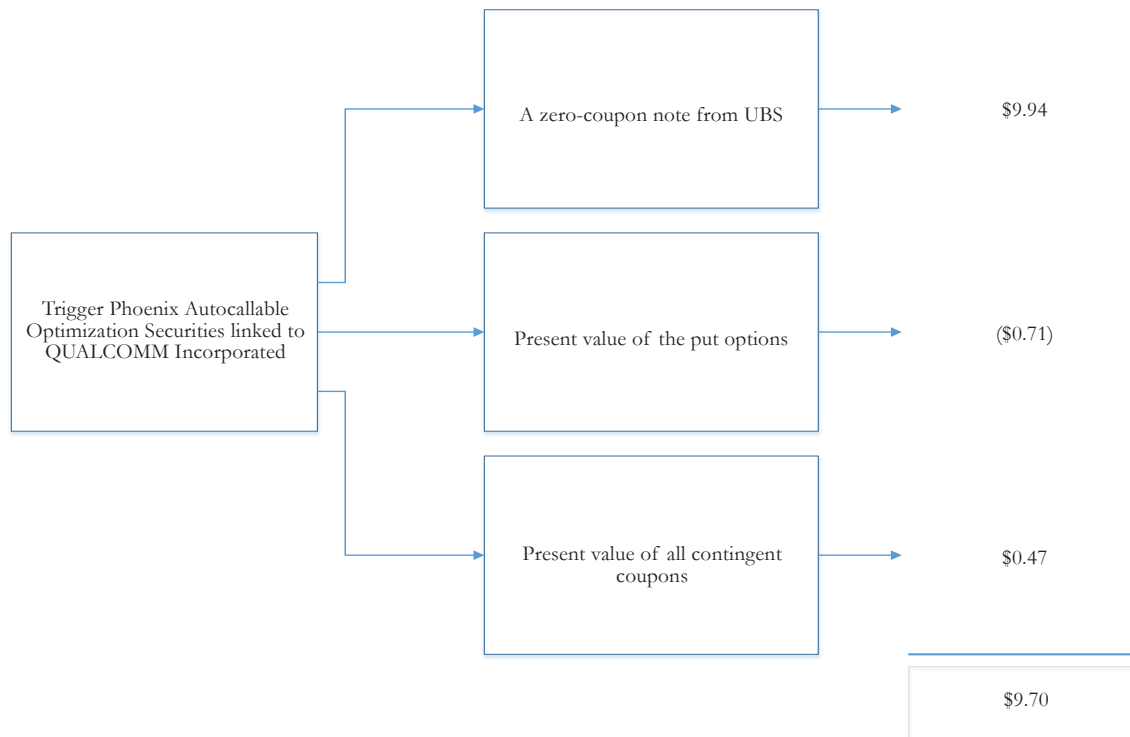 A zero-coupon note from UBS
$9.94
Trigger Phoenix Autocallable
Optimization Securities linked to
QUALCOMM Incorporated
Present value of the put options
($0.71)
Present value of all contingent
coupons
$0.47
$9.70